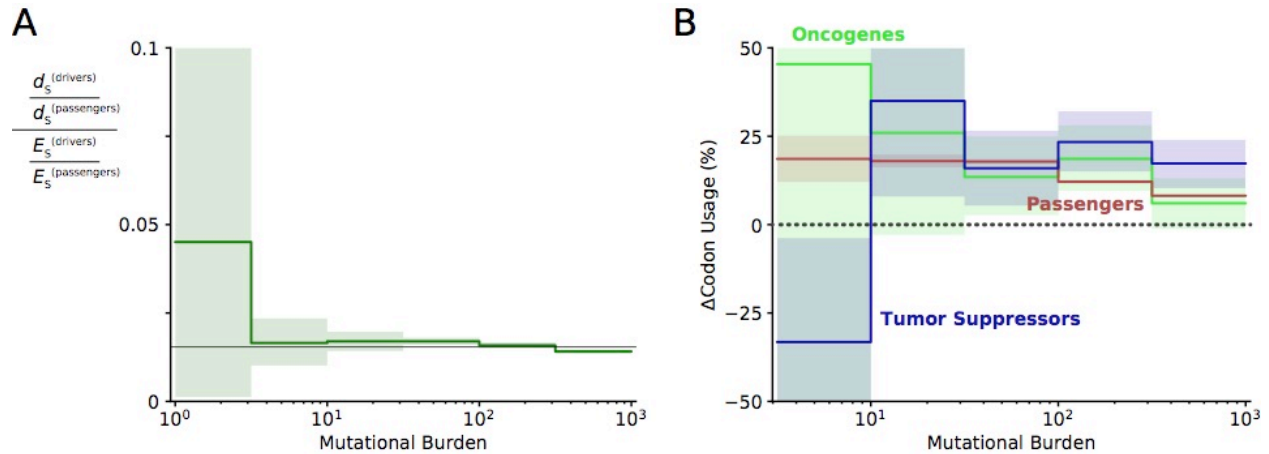 A
d_S^(drivers)
d_S^(passengers)
E_S^(drivers)
E_S^(passengers)
0.1
0.05
0
10^0
10^1
10^2
10^3
Mutational Burden
B
Oncogenes
50
25
0
−25
−50
ΔCodon Usage (%)
Passengers
Tumor Suppressors
10^1
10^2
10^3
Mutational Burden